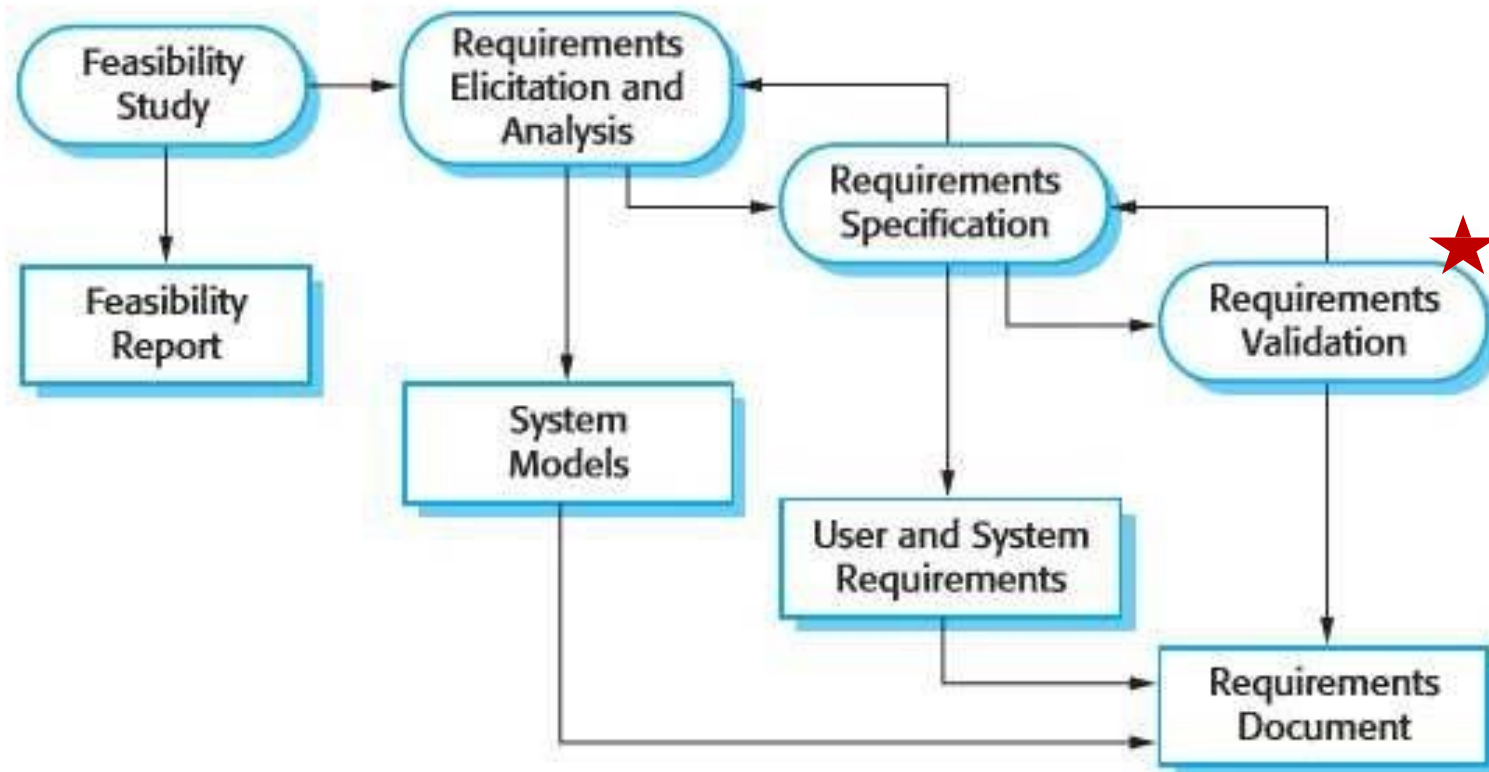 Feasibility
Study
Requirements
Elicitation and
Analysis
Requirements
Specification
Requirements
Validation
Feasibility
Report
System
Models
User and System
Requirements
Requirements
Document